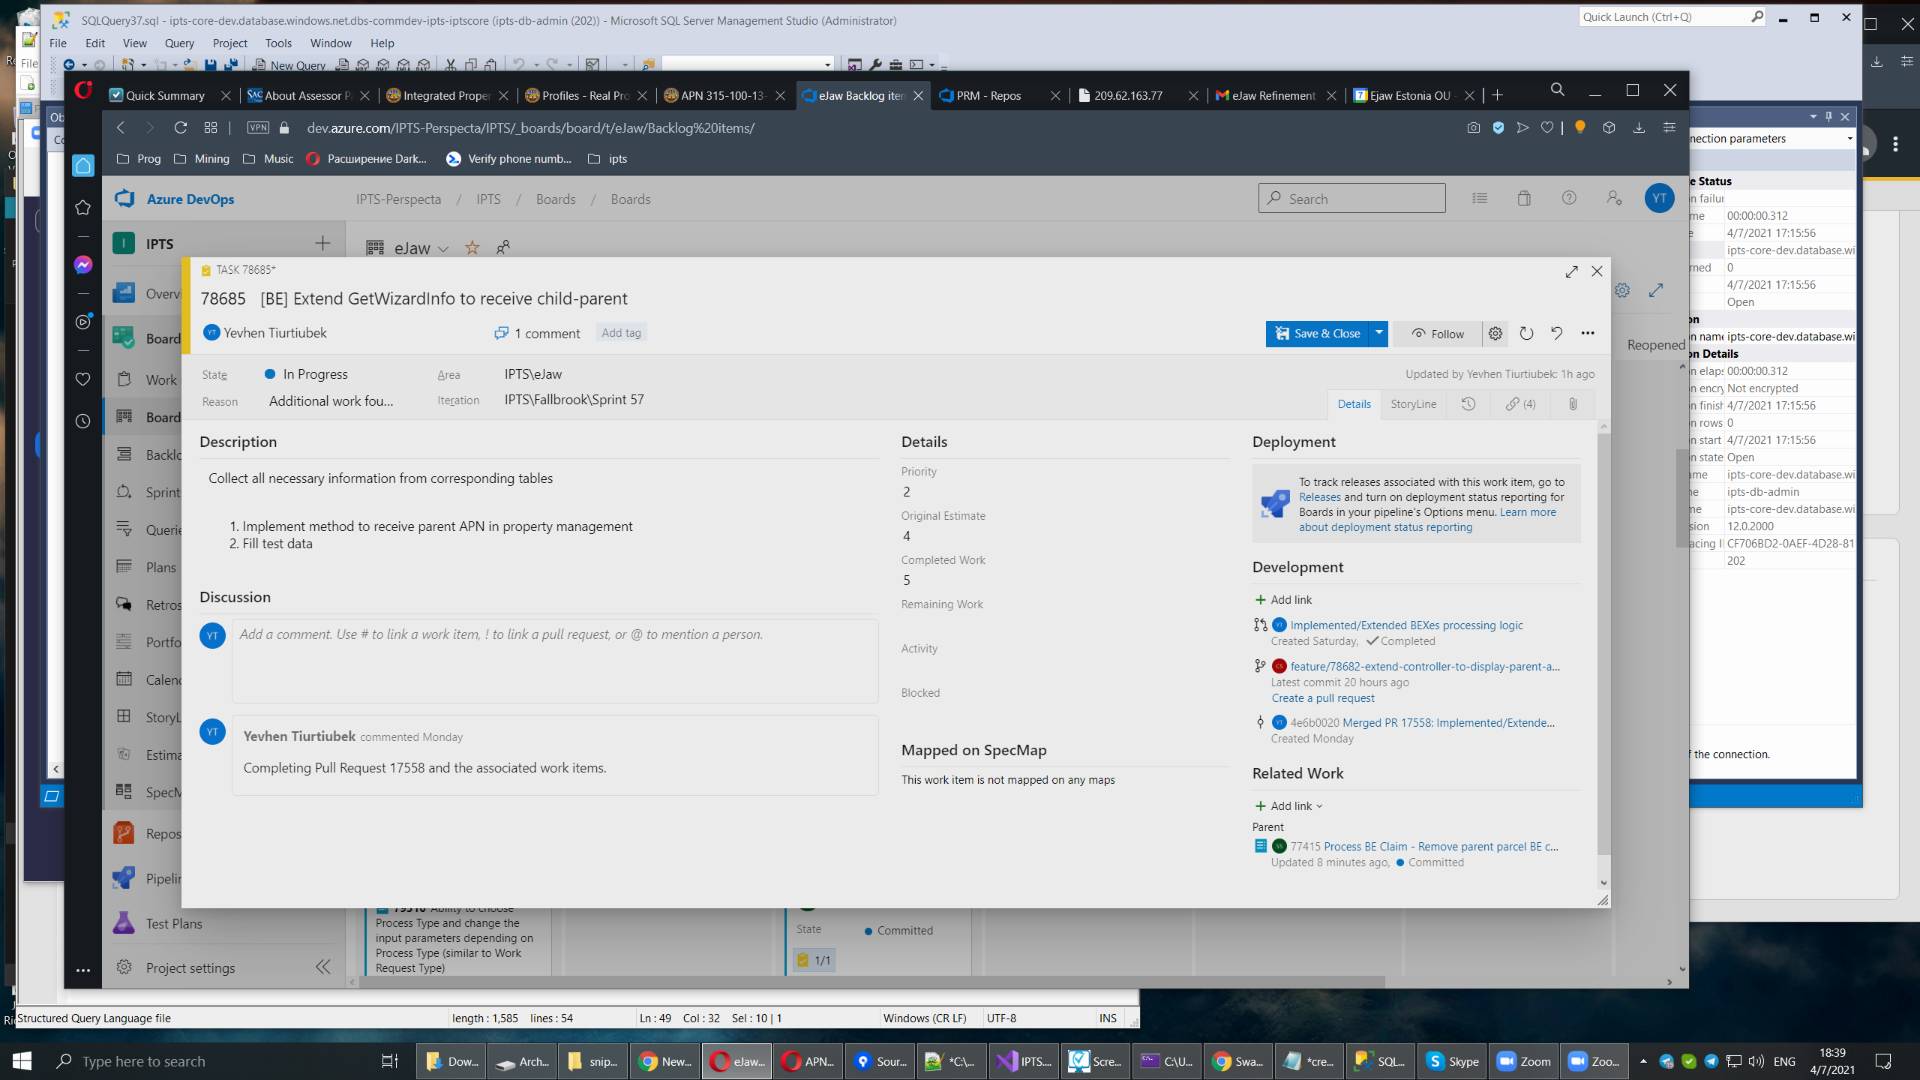 SQLQuery37.sql - ipts-core-dev.database.windows.net.dbs-commdev-ipts-iptscore (ipts-db-admin (202)) - Microsoft SQL Server Management Studio (Administrator)
Quick Launch (Ctrl+Q)
File Edit View Query Project Tools Window Help
New Query
Quick Summary
About Assessor P
Integrated Proper
Profiles - Real Pro
APN 315-100-13-
eJaw Backlog iten
PRM - Repos
209.62.163.77
eJaw Refinement
Ejaw Estonia OU -
VPN
dev.azure.com/IPTS-Perspecta/IPTS/_boards/board/t/eJaw/Backlog%20items/
Prog
Mining
Music
Расширение Dark...
Verify phone numb...
ipts
Azure DevOps
IPTS-Perspecta / IPTS / Boards / Boards
Search
YT
IPTS
eJaw
TASK 78685*
78685 [BE] Extend GetWizardInfo to receive child-parent
Yevhen Tiurtiubek
1 comment
Add tag
Save & Close
Follow
Reopened
State
In Progress
Area
IPTS\eJaw
Updated by Yevhen Tiurtiubek: 1h ago
Reason
Additional work fou...
Iteration
IPTS\Fallbrook\Sprint 57
Details
StoryLine
(4)
Description
Collect all necessary information from corresponding tables
1. Implement method to receive parent APN in property management
2. Fill test data
Discussion
Add a comment. Use # to link a work item, ! to link a pull request, or @ to mention a person.
Yevhen Tiurtiubek commented Monday
Completing Pull Request 17558 and the associated work items.
Details
Priority
2
Original Estimate
4
Completed Work
5
Remaining Work
Activity
Blocked
Mapped on SpecMap
This work item is not mapped on any maps
Deployment
To track releases associated with this work item, go to
Releases and turn on deployment status reporting for
Boards in your pipeline's Options menu. Learn more
about deployment status reporting
Development
Add link
Implemented/Extended BEXes processing logic
Created Saturday, Completed
feature/78682-extend-controller-to-display-parent-a...
Latest commit 20 hours ago
Create a pull request
4e6b0020 Merged PR 17558: Implemented/Extende...
Created Monday
Related Work
Add link
Parent
77415 Process BE Claim - Remove parent parcel BE c...
Updated 8 minutes ago, Committed
Overv
Board
Work
Board
Backlo
Sprint
Querie
Plans
Retros
Portfo
Calenc
StoryL
Estima
SpecM
Repos
Pipelin
Test Plans
Project settings
79510 Ability to choose
Process Type and change the
input parameters depending on
Process Type (similar to Work
Request Type)
State
Committed
1/1
nection parameters
e Status
n failur
me 00:00:00.312
e 4/7/2021 17:15:56
ipts-core-dev.database.wi
rned 0
4/7/2021 17:15:56
Open
on
n name ipts-core-dev.database.wi
on Details
n elaps 00:00:00.312
n encry Not encrypted
n finish 4/7/2021 17:15:56
n rows 0
n start 4/7/2021 17:15:56
n state Open
ame ipts-core-dev.database.wi
ne ipts-db-admin
me ipts-core-dev.database.wi
sion 12.0.2000
acing II CF706BD2-0AEF-4D28-81
202
f the connection.
Structured Query Language file
length : 1,585 lines : 54
Ln : 49 Col : 32 Sel : 10 | 1
Windows (CR LF)
UTF-8
INS
Type here to search
Dow...
Arch...
snip...
New...
eJaw...
APN...
Sour...
*C:\...
IPTS....
Scre...
C:\U...
Swa...
*cre...
SQL...
Skype
Zoom
Zoo...
ENG
18:39
4/7/2021